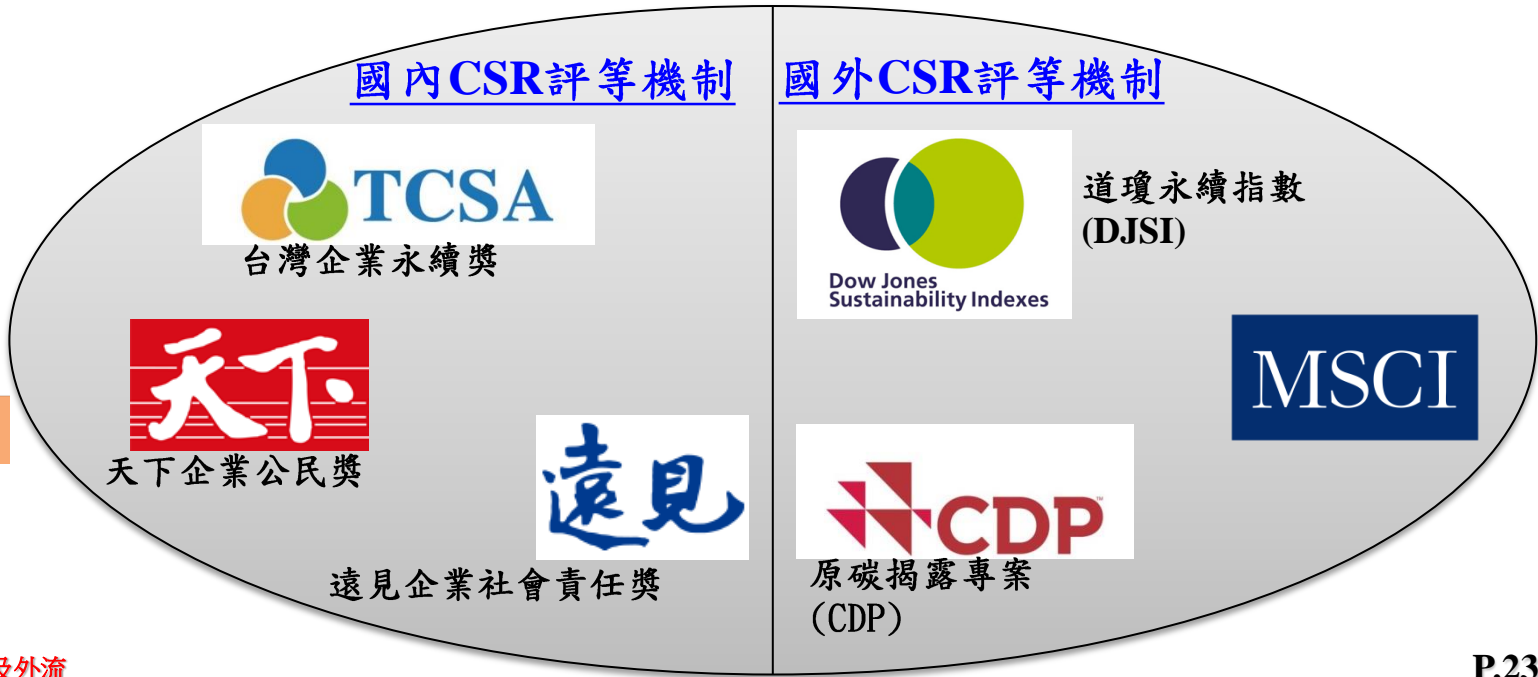 國內CSR評等機制
TCSA
台灣企業永續獎
天下
天下企業公民獎
遠見
遠見企業社會責任獎
國外CSR評等機制
Dow Jones
Sustainability Indexes
道瓊永續指數
(DJSI)
MSCI
CDP
原碳揭露專案
(CDP)
及外流
P.23